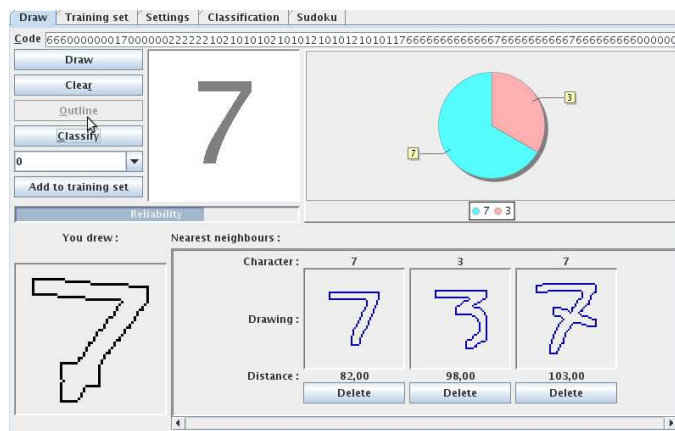 Draw Training set Settings Classification Sudoku
Draw
Clear
Outline
Classify
0
Add to training set
7
3
7
7 3
Reliability
You drew :
Nearest neighbours :
Character : 7 3 7
Drawing :
Distance : 82,00 98,00 103,00
Delete Delete Delete